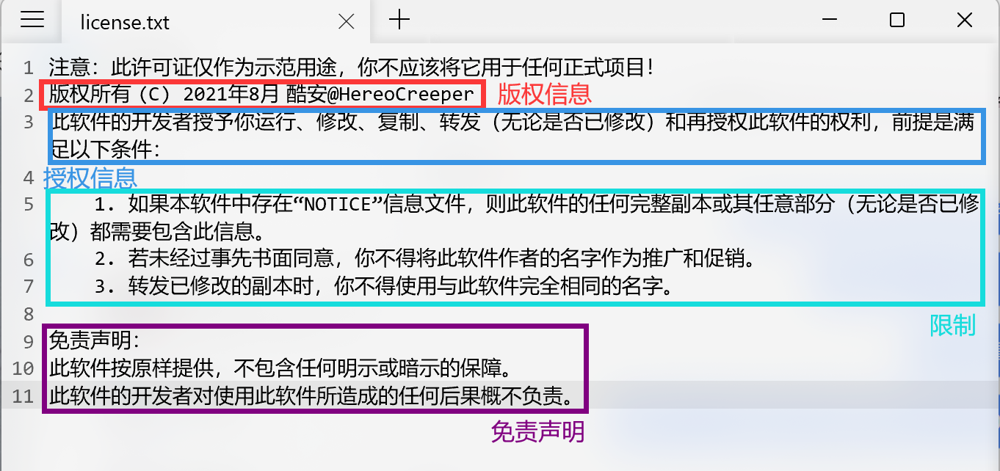 license.txt
1 注意：此许可证仅作为示范用途，你不应该将它用于任何正式项目！
2 版权所有（C）2021年8月 酷安@HereoCreeper 版权信息
3 此软件的开发者授予你运行、修改、复制、转发（无论是否已修改）和再授权此软件的权利，前提是满
足以下条件：
4 授权信息
5 1. 如果本软件中存在“NOTICE”信息文件，则此软件的任何完整副本或其任意部分（无论是否已修
改）都需要包含此信息。
6 2. 若未经过事先书面同意，你不得将此软件作者的名字作为推广和促销。
7 3. 转发已修改的副本时，你不得使用与此软件完全相同的名字。
8
限制
9 免责声明：
10 此软件按原样提供，不包含任何明示或暗示的保障。
11 此软件的开发者对使用此软件所造成的任何后果概不负责。
免责声明